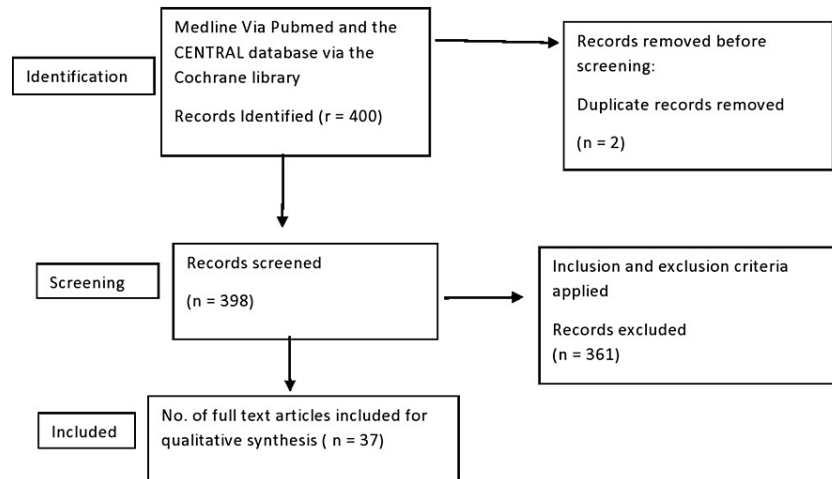 Identification
Medline Via Pubmed and the
CENTRAL database via the
Cochrane library
Records Identified (r = 400)
Records removed before
screening:
Duplicate records removed
(n = 2)
Screening
Records screened
(n = 398)
Inclusion and exclusion criteria
applied
Records excluded
(n = 361)
Included
No. of full text articles included for
qualitative synthesis ( n = 37)